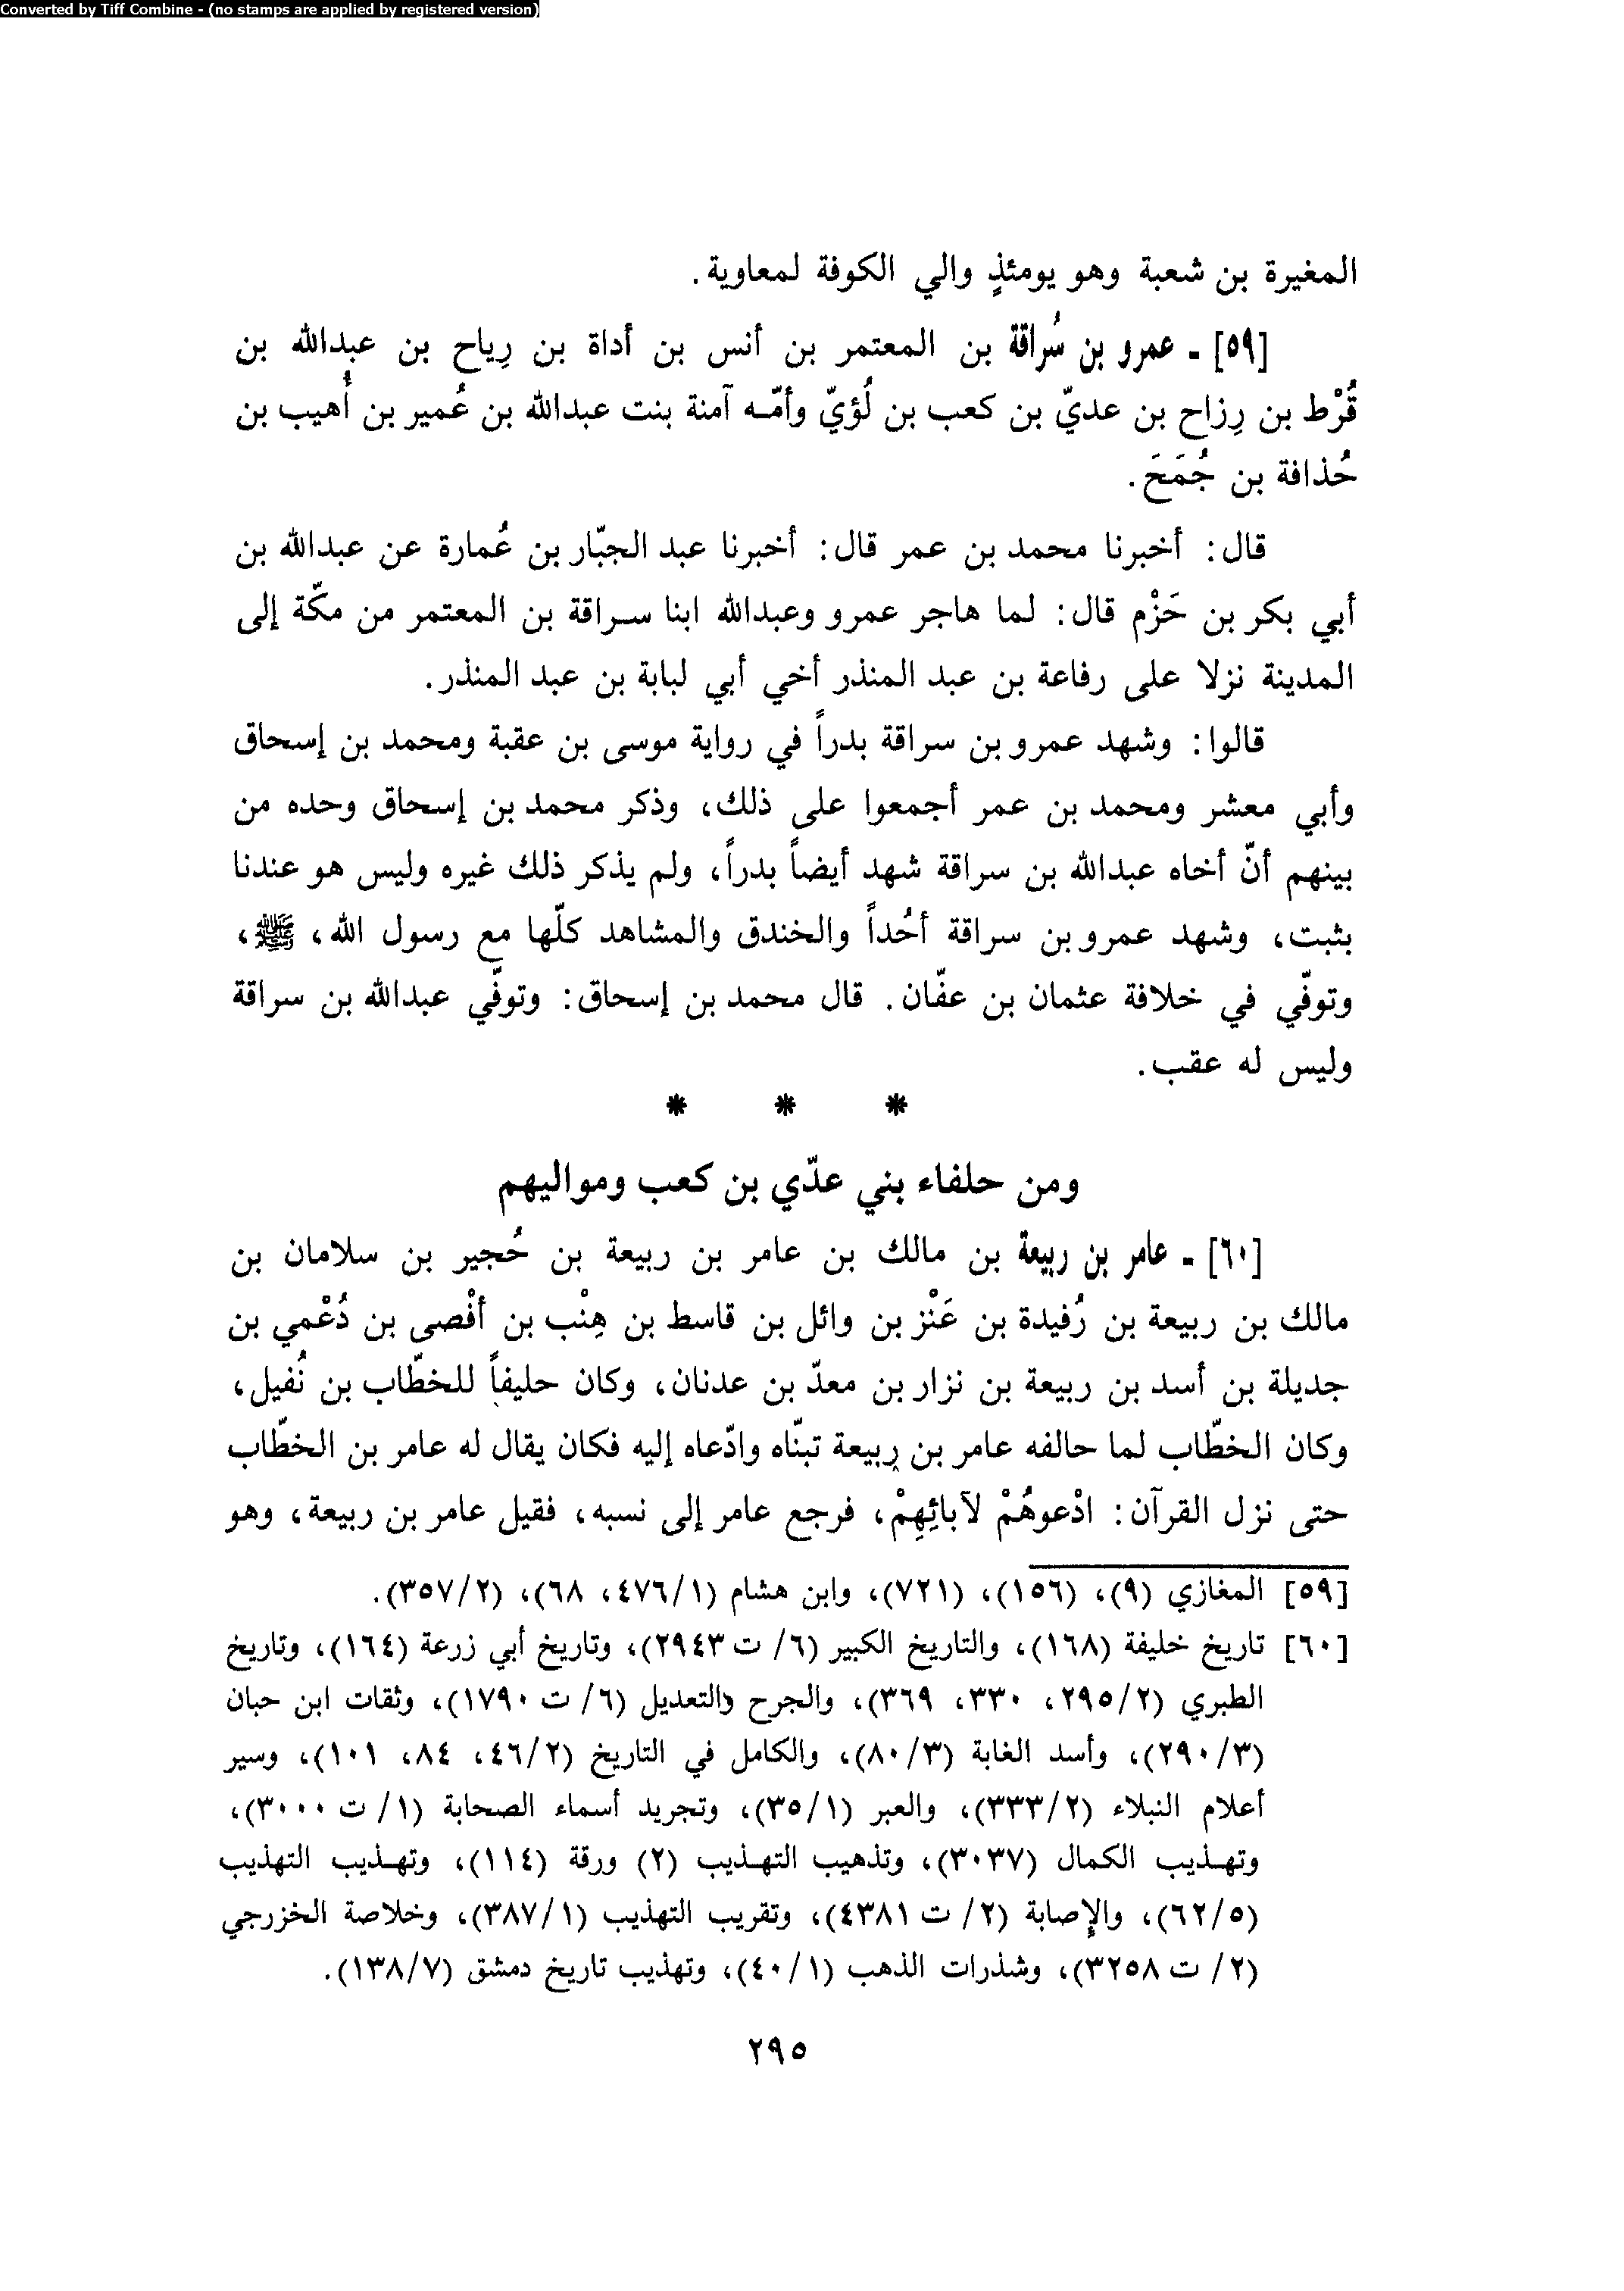 Converted by Tiff Combine - (no stamps are applied by registered version)
المغيرة بن شعبة وهو يومئذٍ والي الكوفة لمعاوية.
[٥٩] ـ عمرو بن سُراقة بن المعتمر بن أنس بن أداة بن رِياح بن عبدالله بن
قُرْط بن رِزاح بن عديّ بن كعب بن لُؤيّ وأمّه آمنة بنت عبدالله بن عُمير بن أُهيب بن
حُذافة بن جُمَحَ.
قال: أخبرنا محمد بن عمر قال: أخبرنا عبد الجبّار بن عُمارة عن عبدالله بن
أبي بكر بن حَزْم قال: لما هاجر عمرو وعبدالله ابنا سراقة بن المعتمر من مكّة إلى
المدينة نزلا على رفاعة بن عبد المنذر أخي أبي لبابة بن عبد المنذر.
قالوا: وشهد عمرو بن سراقة بدراً في رواية موسى بن عقبة ومحمد بن إسحاق
وأبي معشر ومحمد بن عمر أجمعوا على ذلك، وذكر محمد بن إسحاق وحده من
بينهم أنّ أخاه عبدالله بن سراقة شهد أيضاً بدراً، ولم يذكر ذلك غيره وليس هو عندنا
بثبت، وشهد عمرو بن سراقة أُحُداً والخندق والمشاهد كلّها مع رسول الله، ﷺ،
وتوفّي في خلافة عثمان بن عفّان. قال محمد بن إسحاق: وتوفّي عبدالله بن سراقة
وليس له عقب.
* * *
ومن حلفاء بني عدّي بن كعب ومواليهم
[٦٠] ـ عامر بن ربيعة بن مالك بن عامر بن ربيعة بن حُجير بن سلامان بن
مالك بن ربيعة بن رُفيدة بن عَنْز بن وائل بن قاسط بن هِنْب بن أفْصى بن دُعْمي بن
جديلة بن أسد بن ربيعة بن نزار بن معدّ بن عدنان، وكان حليفاً للخطّاب بن نُفيل،
وكان الخطّاب لما حالفه عامر بن ربيعة تبنّاه وادّعاه إليه فكان يقال له عامر بن الخطّاب
حتى نزل القرآن: ادْعوهُمْ لآبائِهِمْ، فرجع عامر إلى نسبه، فقيل عامر بن ربيعة، وهو
[٥٩] المغازي (٩)، (١٥٦)، (٧٢١)، وابن هشام (٤٧٦/١، ٦٨)، (٣٥٧/٢).
[٦٠] تاريخ خليفة (١٦٨)، والتاريخ الكبير (٦/ ت ٢٩٤٣)، وتاريخ أبي زرعة (١٦٤)، وتاريخ
الطبري (٢٩٥/٢، ٣٣٠، ٣٦٩)، والجرح والتعديل (٦/ ت ١٧٩٠)، وثقات ابن حبان
(٢٩٠/٣)، وأسد الغابة (٨٠/٣)، والكامل في التاريخ (٤٦/٢، ٨٤، ١٠١)، وسير
أعلام النبلاء (٣٣٣/٢)، والعبر (٣٥/١)، وتجريد أسماء الصحابة (١/ ت ٣٠٠٠)،
وتهذيب الكمال (٣٠٣٧)، وتذهيب التهذيب (٢) ورقة (١١٤)، وتهذيب التهذيب
(٦٢/٥)، والإصابة (٢/ ت ٤٣٨١)، وتقريب التهذيب (٣٨٧/١)، وخلاصة الخزرجي
(٢/ ت ٣٢٥٨)، وشذرات الذهب (٤٠/١)، وتهذيب تاريخ دمشق (١٣٨/٧).
٢٩٥